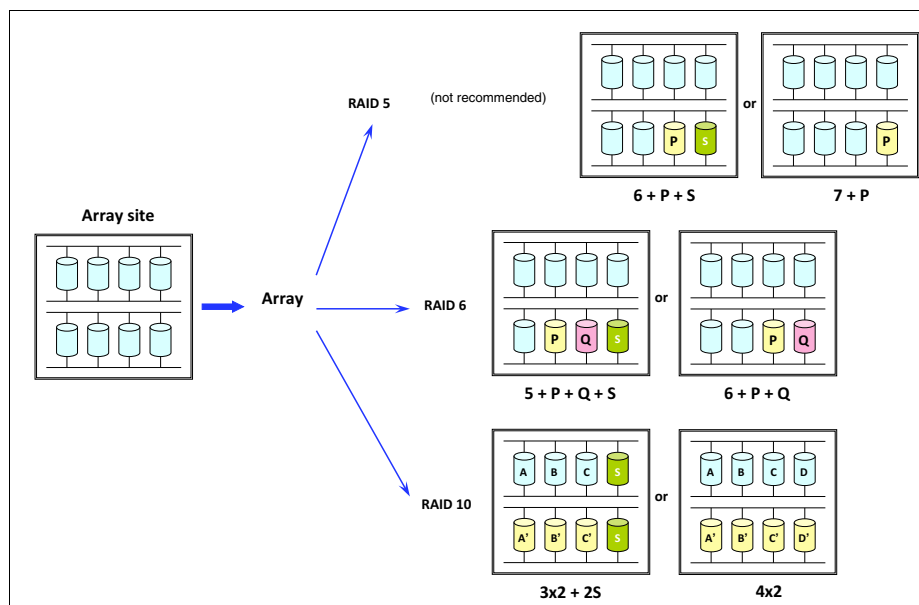 RAID 5
(not recommended)
P
S
or
P
6 + P + S
7 + P
Array site
Array
RAID 6
P
Q
S
or
P
Q
5 + P + Q + S
6 + P + Q
RAID 10
A
B
C
S
A'
B'
C'
S
or
A
B
C
D
A'
B'
C'
D'
3x2 + 2S
4x2